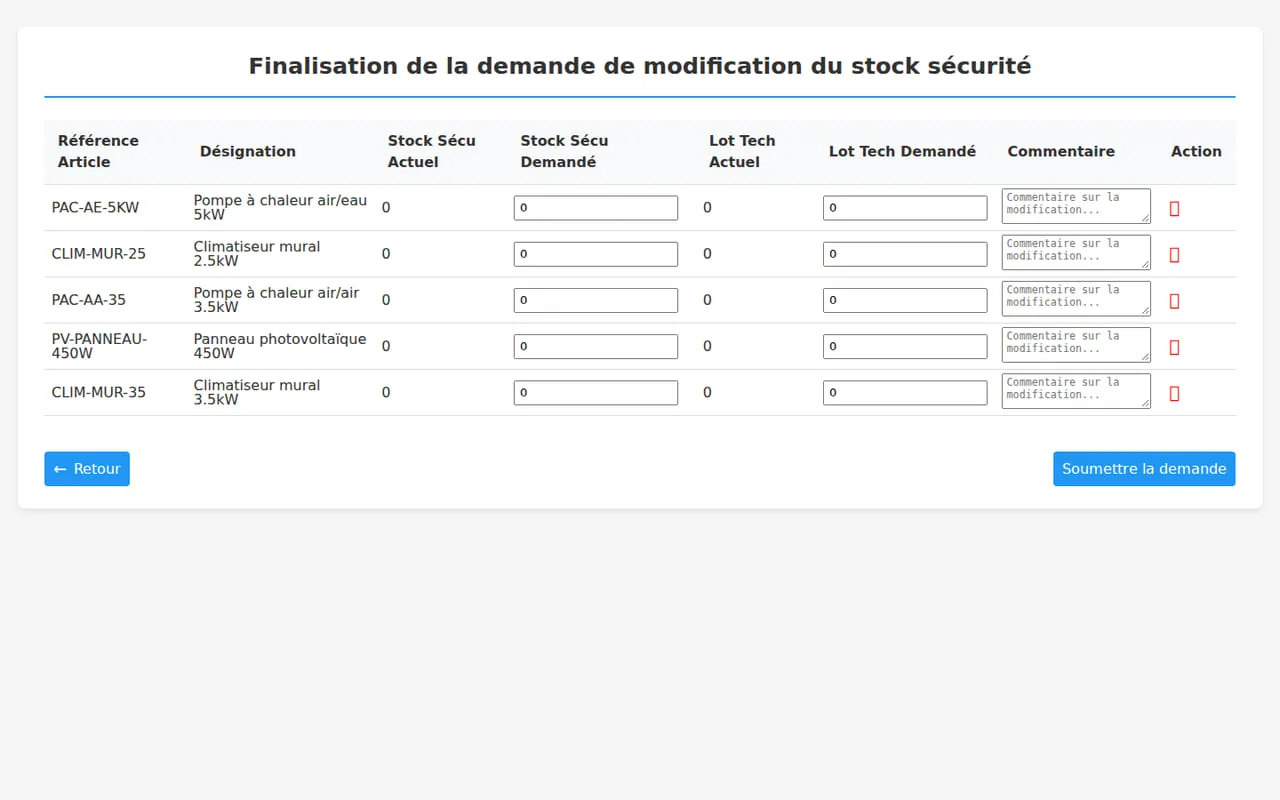 Finalisation de la demande de modification du stock sécurité
Référence Article
Désignation
Stock Sécu Actuel
Stock Sécu Demandé
Lot Tech Actuel
Lot Tech Demandé
Commentaire
Action
PAC-AE-5KW
Pompe à chaleur air/eau
5kW
0
0
0
0
Commentaire sur la
modification...
CLIM-MUR-25
Climatiseur mural
2.5kW
0
0
0
0
Commentaire sur la
modification...
PAC-AA-35
Pompe à chaleur air/air
3.5kW
0
0
0
0
Commentaire sur la
modification...
PV-PANNEAU-
450W
Panneau photovoltaïque
450W
0
0
0
0
Commentaire sur la
modification...
CLIM-MUR-35
Climatiseur mural
3.5kW
0
0
0
0
Commentaire sur la
modification...
← Retour
Soumettre la demande